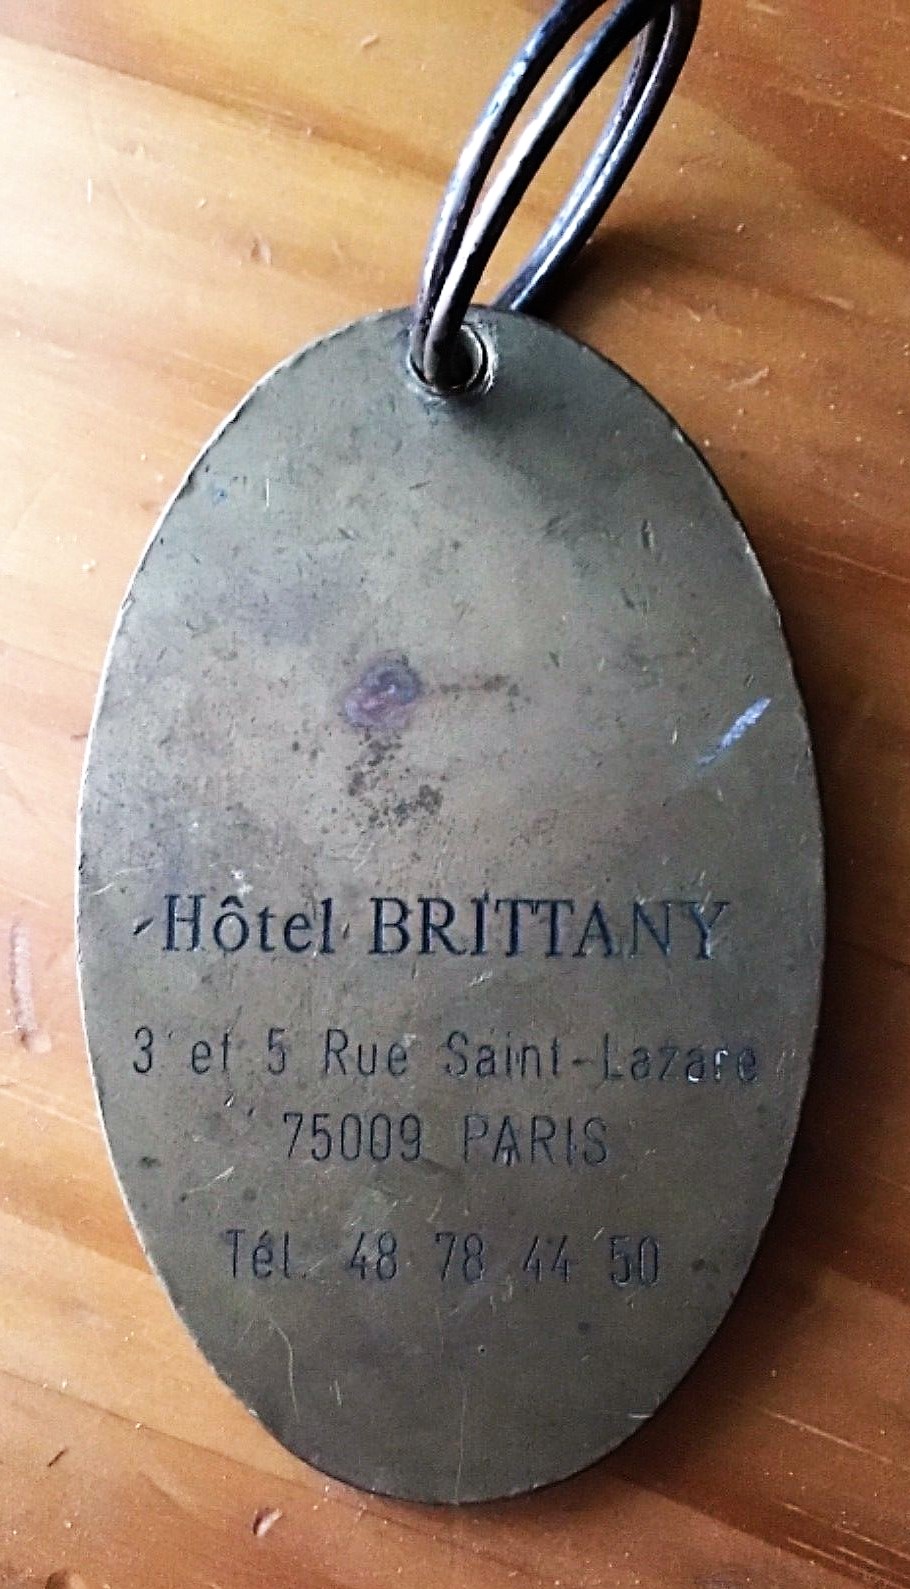 Hôtel BRITTANY
3 et 5 Rue Saint-Lazare
75009 PARIS
Tél. 48 78 44 50